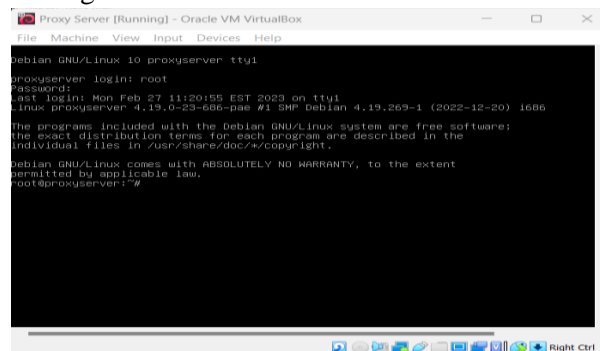 Proxy Server [Running] - Oracle VM VirtualBox
File Machine View Input Devices Help
Debian GNU/Linux 10 proxyserver tty1
proxyserver login: root
Password:
Last login: Mon Feb 27 11:20:55 EST 2023 on tty1
Linux proxyserver 4.19.0-23-686-pae #1 SMP Debian 4.19.269-1 (2022-12-20) i686
The programs included with the Debian GNU/Linux system are free software;
the exact distribution terms for each program are described in the
individual files in /usr/share/doc/*/copyright.
Debian GNU/Linux comes with ABSOLUTELY NO WARRANTY, to the extent
permitted by applicable law.
root@proxyserver:~#
Right Ctrl